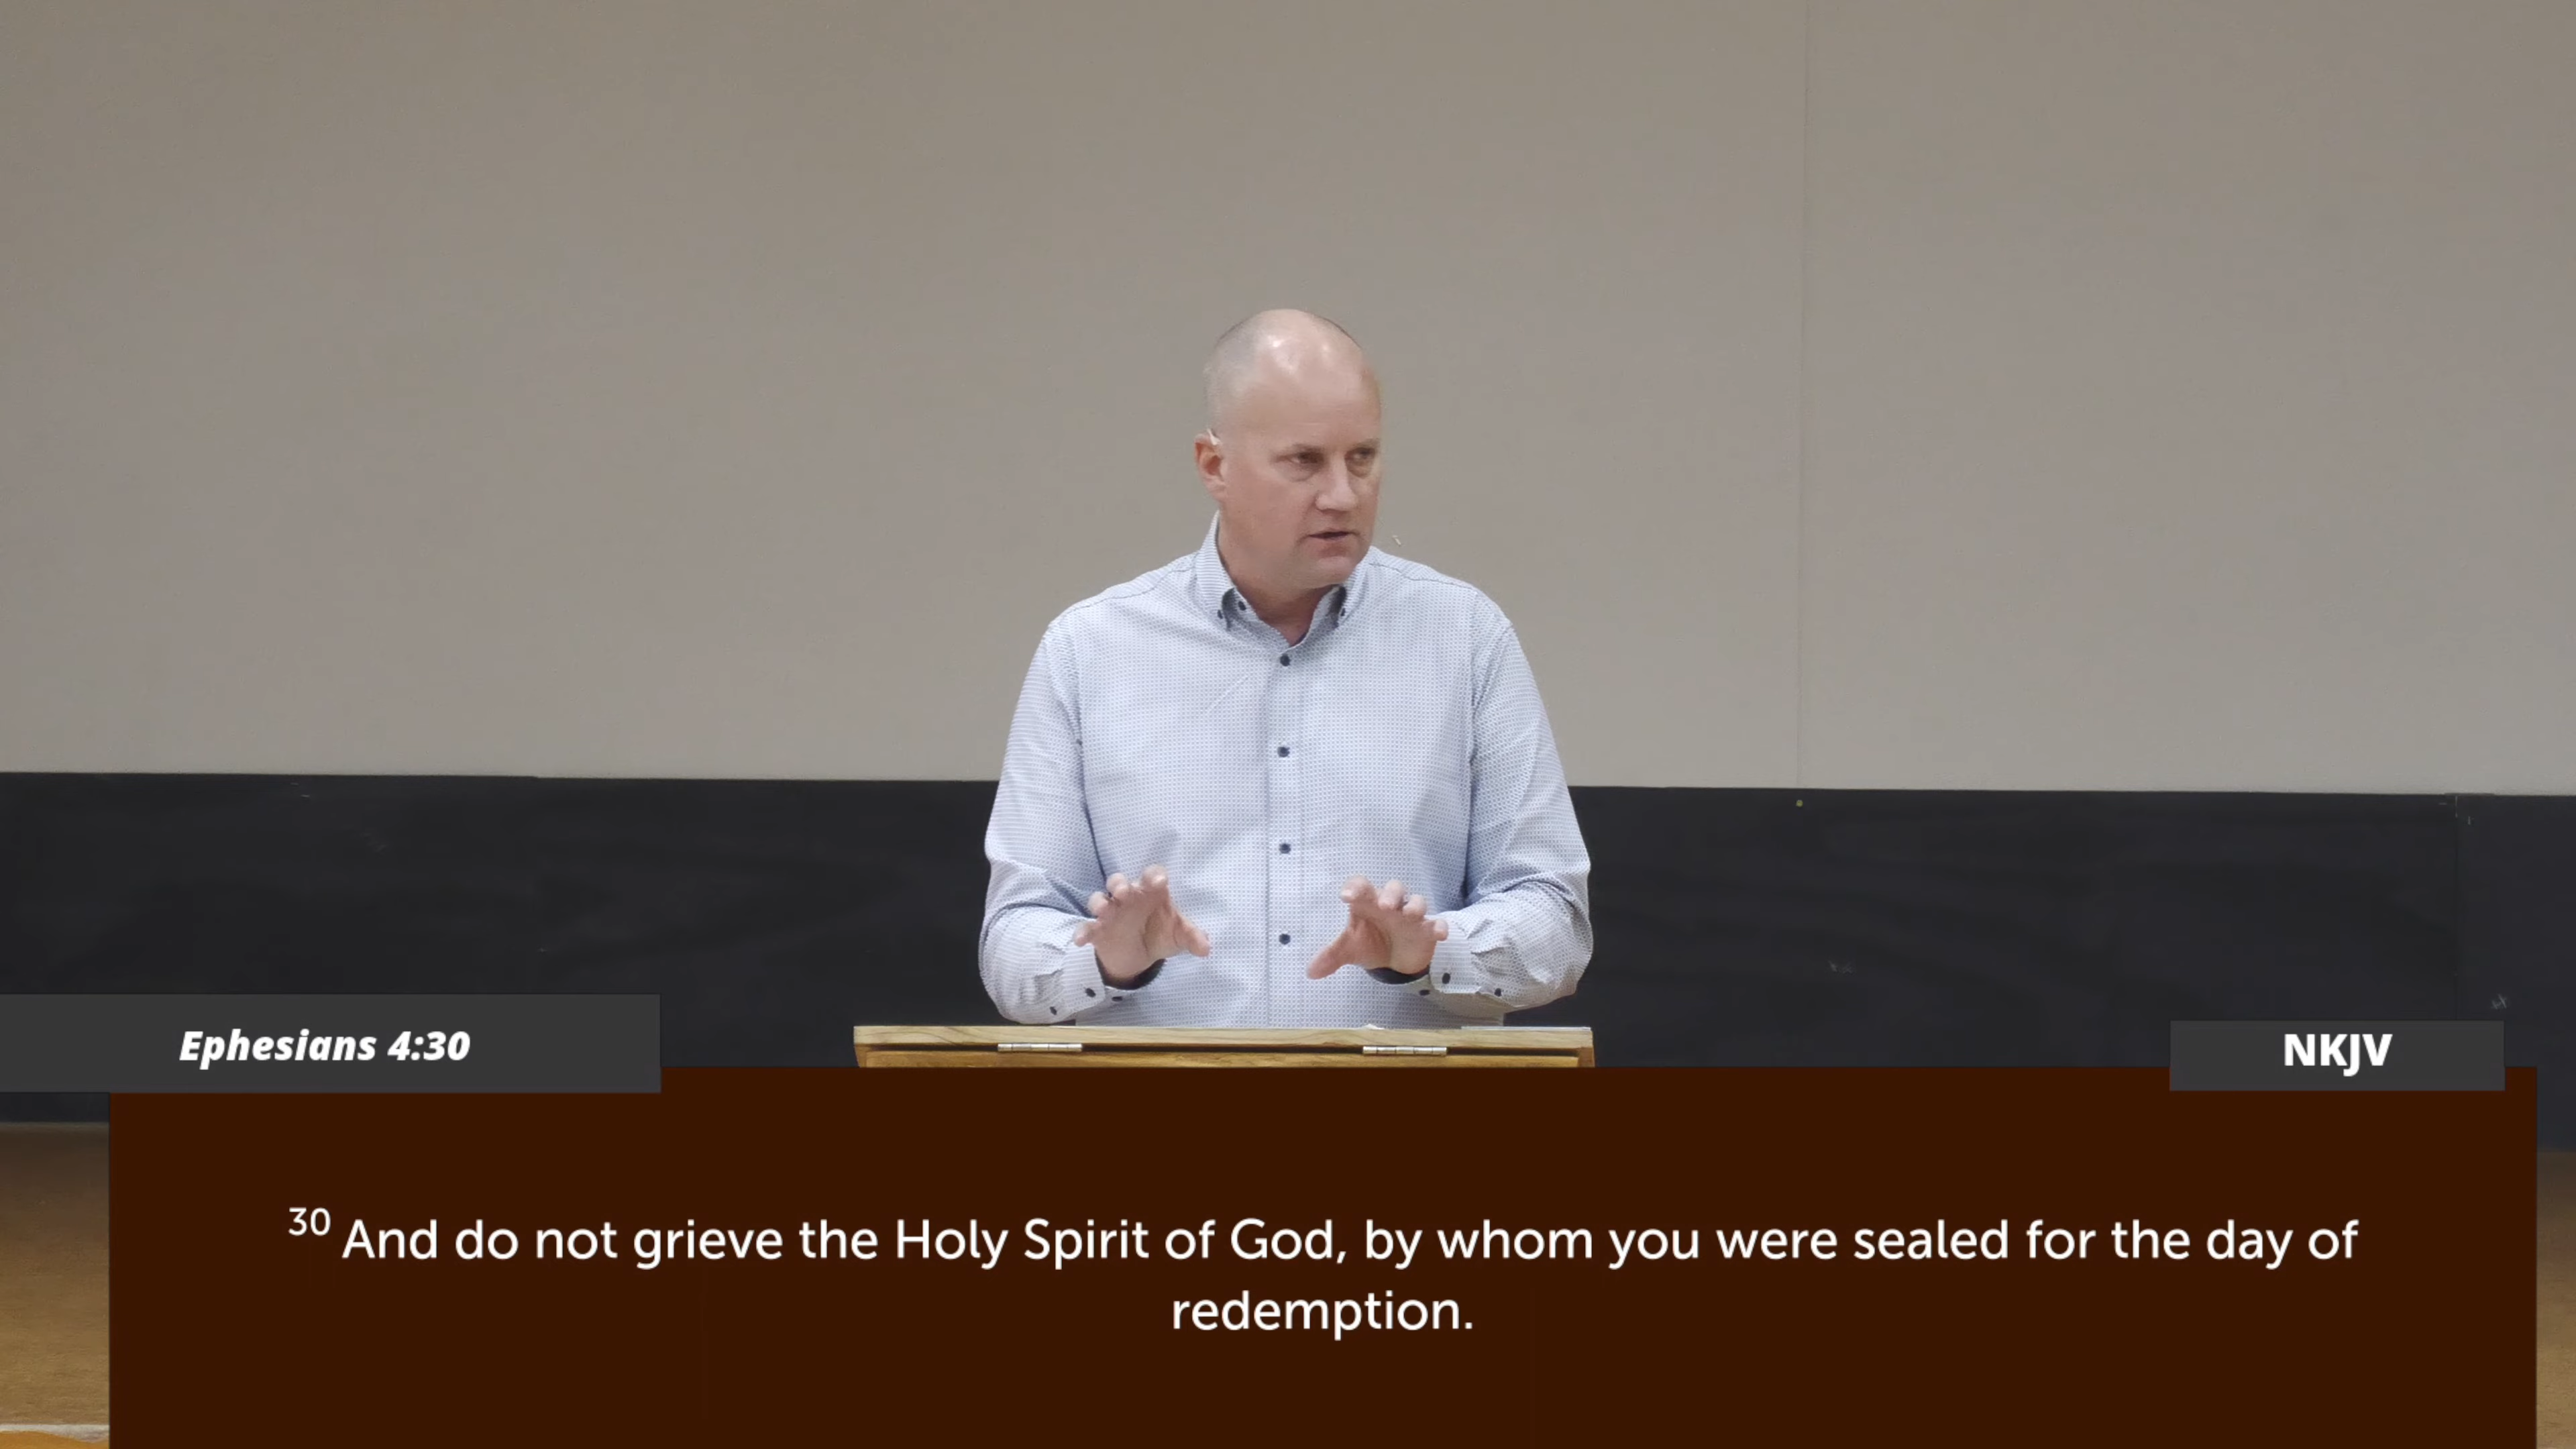 Ephesians 4:30
NKJV
30 And do not grieve the Holy Spirit of God, by whom you were sealed for the day of
redemption.